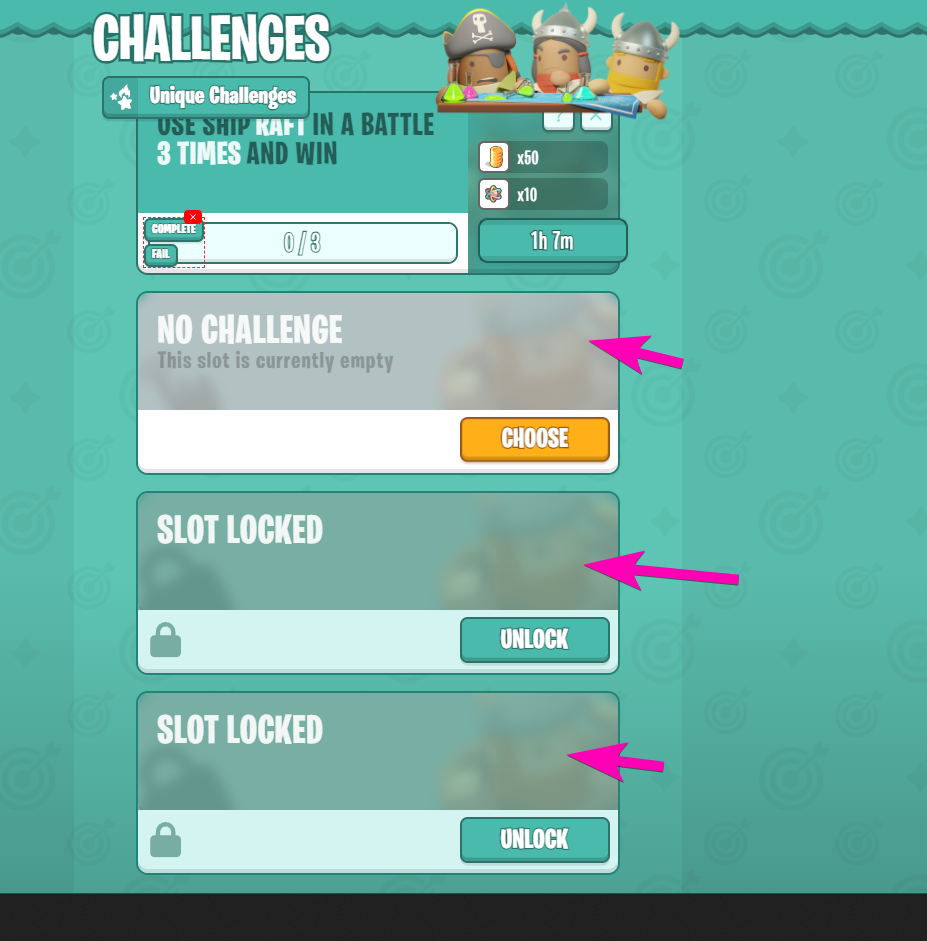 CHALLENGES
Unique Challenges
USE SHIP RAFT IN A BATTLE
3 TIMES AND WIN
?
x50
x10
COMPLETE
FAIL
0 / 3
1h 7m
NO CHALLENGE
This slot is currently empty
CHOOSE
SLOT LOCKED
UNLOCK
SLOT LOCKED
UNLOCK